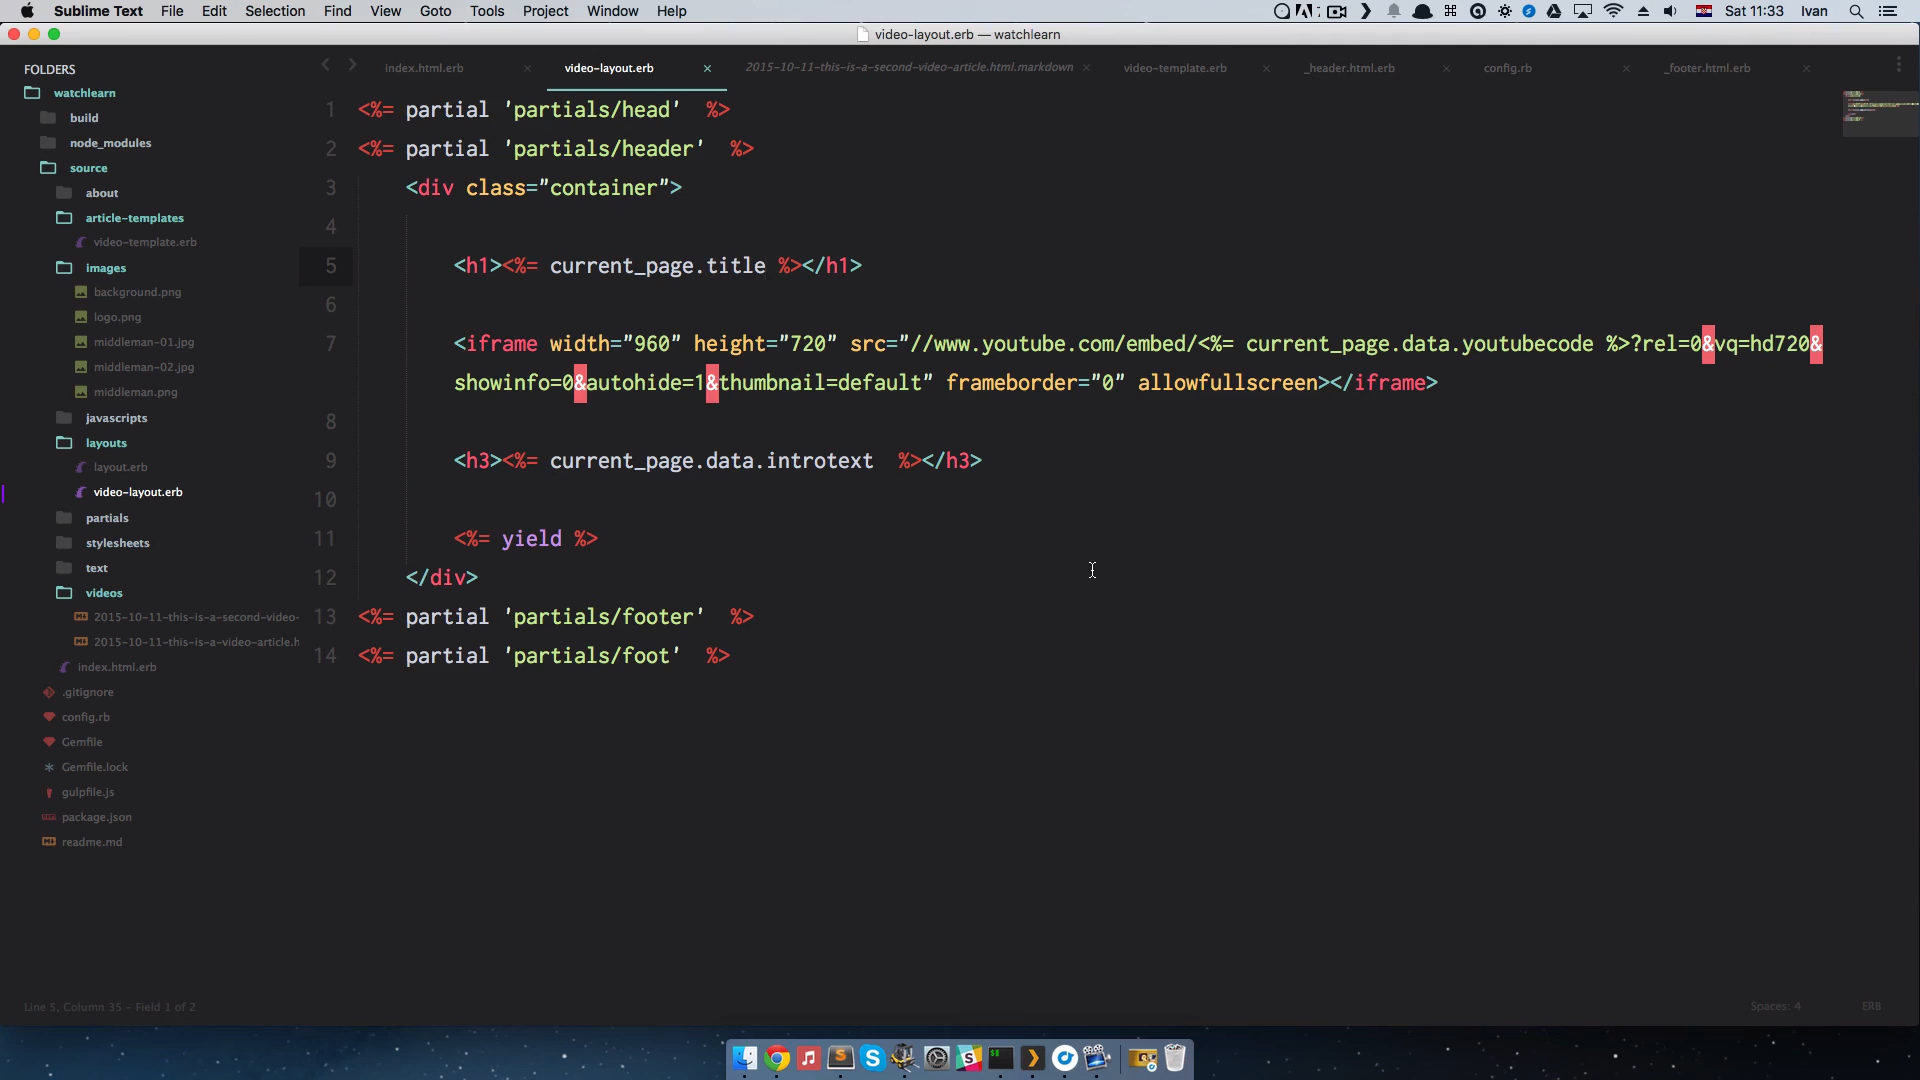 Sublime Text File Edit Selection Find View Goto Tools Project Window Help Sat 11:33 Ivan
video-layout.erb — watchlearn
FOLDERS
watchlearn
build
node_modules
source
about
article-templates
video-template.erb
images
background.png
logo.png
middleman-01.jpg
middleman-02.jpg
middleman.png
javascripts
layouts
layout.erb
video-layout.erb
partials
stylesheets
text
videos
2015-10-11-this-is-a-second-video-
2015-10-11-this-is-a-video-article.h
index.html.erb
.gitignore
config.rb
Gemfile
Gemfile.lock
gulpfile.js
package.json
readme.md
index.html.erb video-layout.erb 2015-10-11-this-is-a-second-video-article.html.markdown video-template.erb _header.html.erb config.rb _footer.html.erb
1 <%= partial 'partials/head'  %>
2 <%= partial 'partials/header'  %>
3 <div class="container">
4
5 <h1><%= current_page.title %></h1>
6
7 <iframe width="960" height="720" src="//www.youtube.com/embed/<%= current_page.data.youtubecode %>?rel=0&vq=hd720&
showinfo=0&autohide=1&thumbnail=default" frameborder="0" allowfullscreen></iframe>
8
9 <h3><%= current_page.data.introtext  %></h3>
10
11 <%= yield %>
12 </div>
13 <%= partial 'partials/footer'  %>
14 <%= partial 'partials/foot'  %>
Line 5, Column 35 – Field 1 of 2 Spaces: 4 ERB